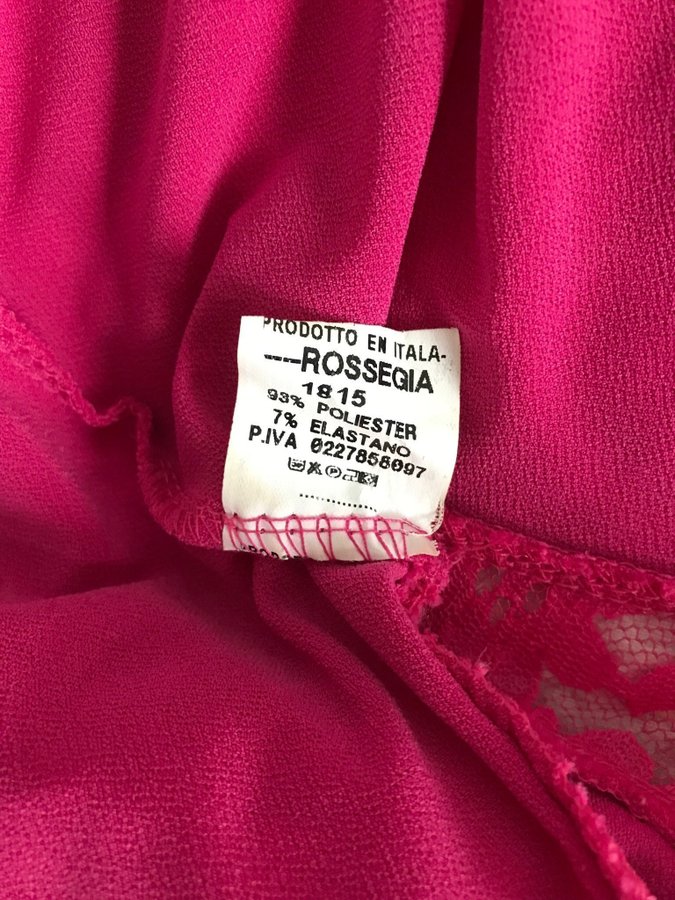 PRODOTTO EN ITALA-
----ROSSEGIA
1815
93% POLIESTER
7% ELASTANO
P.IVA 0227858097